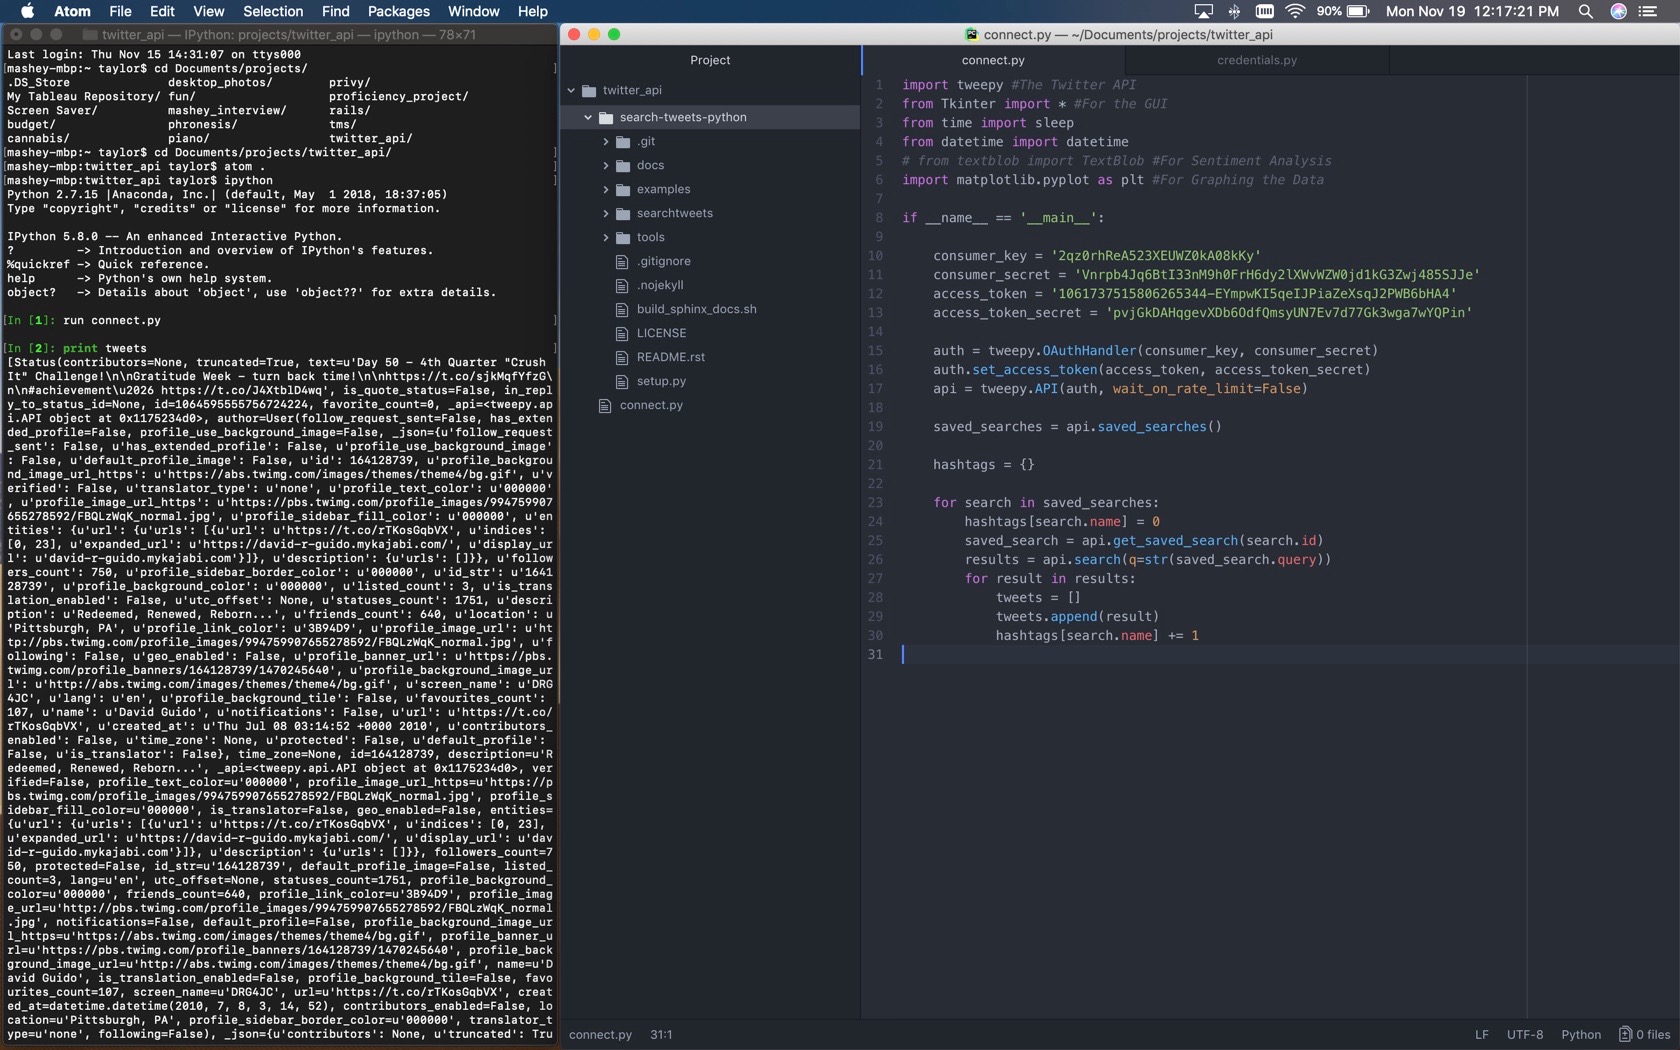 Atom File Edit View Selection Find Packages Window Help 90% Mon Nov 19 12:17:21 PM
twitter_api — IPython: projects/twitter_api — ipython — 78×71
Last login: Thu Nov 15 14:31:07 on ttys000
[mashey-mbp:~ taylor$ cd Documents/projects/ ]
.DS_Store desktop_photos/ privy/
My Tableau Repository/ fun/ proficiency_project/
Screen Saver/ mashey_interview/ rails/
budget/ phronesis/ tms/
cannabis/ piano/ twitter_api/
[mashey-mbp:~ taylor$ cd Documents/projects/twitter_api/ ]
[mashey-mbp:twitter_api taylor$ atom . ]
[mashey-mbp:twitter_api taylor$ ipython ]
Python 2.7.15 |Anaconda, Inc.| (default, May  1 2018, 18:37:05)
Type "copyright", "credits" or "license" for more information.
IPython 5.8.0 -- An enhanced Interactive Python.
? -> Introduction and overview of IPython's features.
%quickref -> Quick reference.
help -> Python's own help system.
object? -> Details about 'object', use 'object??' for extra details.
[In [1]: run connect.py ]
[In [2]: print tweets ]
[Status(contributors=None, truncated=True, text=u'Day 50 - 4th Quarter "Crush
It" Challenge!\n\nGratitude Week - turn back time!\n\nhttps://t.co/sjkMqfYfzG\
n\n#achievement\u2026 https://t.co/J4XtblD4wq', is_quote_status=False, in_repl
y_to_status_id=None, id=1064595555756724224, favorite_count=0, _api=<tweepy.ap
i.API object at 0x1175234d0>, author=User(follow_request_sent=False, has_exten
ded_profile=False, profile_use_background_image=False, _json={u'follow_request
_sent': False, u'has_extended_profile': False, u'profile_use_background_image'
: False, u'default_profile_image': False, u'id': 164128739, u'profile_backgrou
nd_image_url_https': u'https://abs.twimg.com/images/themes/theme4/bg.gif', u'v
erified': False, u'translator_type': u'none', u'profile_text_color': u'000000'
, u'profile_image_url_https': u'https://pbs.twimg.com/profile_images/994759907
655278592/FBQLzWqK_normal.jpg', u'profile_sidebar_fill_color': u'000000', u'en
tities': {u'url': {u'urls': [{u'url': u'https://t.co/rTKosGqbVX', u'indices':
[0, 23], u'expanded_url': u'https://david-r-guido.mykajabi.com/', u'display_ur
l': u'david-r-guido.mykajabi.com'}]}, u'description': {u'urls': []}}, u'follow
ers_count': 750, u'profile_sidebar_border_color': u'000000', u'id_str': u'1641
28739', u'profile_background_color': u'000000', u'listed_count': 3, u'is_trans
lation_enabled': False, u'utc_offset': None, u'statuses_count': 1751, u'descri
ption': u'Redeemed, Renewed, Reborn...', u'friends_count': 640, u'location': u
'Pittsburgh, PA', u'profile_link_color': u'3B94D9', u'profile_image_url': u'ht
tp://pbs.twimg.com/profile_images/994759907655278592/FBQLzWqK_normal.jpg', u'f
ollowing': False, u'geo_enabled': False, u'profile_banner_url': u'https://pbs.
twimg.com/profile_banners/164128739/1470245640', u'profile_background_image_ur
l': u'http://abs.twimg.com/images/themes/theme4/bg.gif', u'screen_name': u'DRG
4JC', u'lang': u'en', u'profile_background_tile': False, u'favourites_count':
107, u'name': u'David Guido', u'notifications': False, u'url': u'https://t.co/
rTKosGqbVX', u'created_at': u'Thu Jul 08 03:14:52 +0000 2010', u'contributors_
enabled': False, u'time_zone': None, u'protected': False, u'default_profile':
False, u'is_translator': False}, time_zone=None, id=164128739, description=u'R
edeemed, Renewed, Reborn...', _api=<tweepy.api.API object at 0x1175234d0>, ver
ified=False, profile_text_color=u'000000', profile_image_url_https=u'https://p
bs.twimg.com/profile_images/994759907655278592/FBQLzWqK_normal.jpg', profile_s
idebar_fill_color=u'000000', is_translator=False, geo_enabled=False, entities=
{u'url': {u'urls': [{u'url': u'https://t.co/rTKosGqbVX', u'indices': [0, 23],
u'expanded_url': u'https://david-r-guido.mykajabi.com/', u'display_url': u'dav
id-r-guido.mykajabi.com'}]}, u'description': {u'urls': []}}, followers_count=7
50, protected=False, id_str=u'164128739', default_profile_image=False, listed_
count=3, lang=u'en', utc_offset=None, statuses_count=1751, profile_background_
color=u'000000', friends_count=640, profile_link_color=u'3B94D9', profile_imag
e_url=u'http://pbs.twimg.com/profile_images/994759907655278592/FBQLzWqK_normal
.jpg', notifications=False, default_profile=False, profile_background_image_ur
l_https=u'https://abs.twimg.com/images/themes/theme4/bg.gif', profile_banner_u
rl=u'https://pbs.twimg.com/profile_banners/164128739/1470245640', profile_back
ground_image_url=u'http://abs.twimg.com/images/themes/theme4/bg.gif', name=u'D
avid Guido', is_translation_enabled=False, profile_background_tile=False, favo
urites_count=107, screen_name=u'DRG4JC', url=u'https://t.co/rTKosGqbVX', creat
ed_at=datetime.datetime(2010, 7, 8, 3, 14, 52), contributors_enabled=False, lo
cation=u'Pittsburgh, PA', profile_sidebar_border_color=u'000000', translator_t
ype=u'none', following=False), _json={u'contributors': None, u'truncated': Tru
connect.py — ~/Documents/projects/twitter_api
Project
twitter_api
search-tweets-python
.git
docs
examples
searchtweets
tools
.gitignore
.nojekyll
build_sphinx_docs.sh
LICENSE
README.rst
setup.py
connect.py
connect.py credentials.py
1 import tweepy #The Twitter API
2 from Tkinter import * #For the GUI
3 from time import sleep
4 from datetime import datetime
5 # from textblob import TextBlob #For Sentiment Analysis
6 import matplotlib.pyplot as plt #For Graphing the Data
7
8 if __name__ == '__main__':
9
10 consumer_key = '2qz0rhReA523XEUWZ0kA08kKy'
11 consumer_secret = 'Vnrpb4Jq6BtI33nM9h0FrH6dy2lXWvWZW0jd1kG3Zwj485SJJe'
12 access_token = '1061737515806265344-EYmpwKI5qeIJPiaZeXsqJ2PWB6bHA4'
13 access_token_secret = 'pvjGkDAHqgevXDb6OdfQmsyUN7Ev7d77Gk3wga7wYQPin'
14
15 auth = tweepy.OAuthHandler(consumer_key, consumer_secret)
16 auth.set_access_token(access_token, access_token_secret)
17 api = tweepy.API(auth, wait_on_rate_limit=False)
18
19 saved_searches = api.saved_searches()
20
21 hashtags = {}
22
23 for search in saved_searches:
24 hashtags[search.name] = 0
25 saved_search = api.get_saved_search(search.id)
26 results = api.search(q=str(saved_search.query))
27 for result in results:
28 tweets = []
29 tweets.append(result)
30 hashtags[search.name] += 1
31
connect.py 31:1 LF UTF-8 Python 0 files